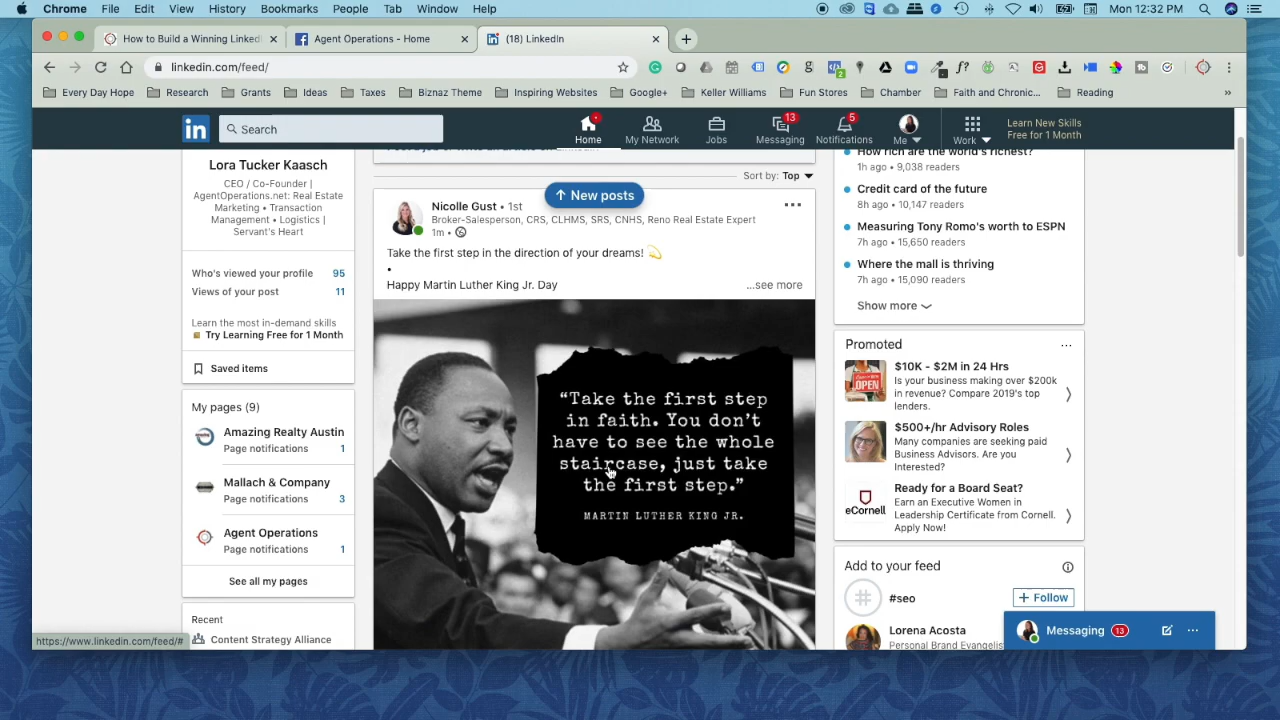 Chrome File Edit View History Bookmarks People Tab Window Help
Mon 12:32 PM
How to Build a Winning Linked
Agent Operations - Home
(18) LinkedIn
linkedin.com/feed/
Every Day Hope
Research
Grants
Ideas
Taxes
Biznaz Theme
Inspiring Websites
Google+
Keller Williams
Fun Stores
Chamber
Faith and Chronic...
Reading
Search
Home
My Network
Jobs
13
Messaging
5
Notifications
Me
Work
Learn New Skills
Free for 1 Month
Lora Tucker Kaasch
CEO / Co-Founder |
AgentOperations.net: Real Estate
Marketing • Transaction
Management • Logistics |
Servant's Heart
Who's viewed your profile 95
Views of your post 11
Learn the most in-demand skills
Try Learning Free for 1 Month
Saved items
My pages (9)
Amazing Realty Austin
Page notifications 1
Mallach & Company
Page notifications 3
Agent Operations
Page notifications 1
See all my pages
Recent
Content Strategy Alliance
https://www.linkedin.com/feed/#
Sort by: Top
↑ New posts
Nicolle Gust • 1st
Broker-Salesperson, CRS, CLHMS, SRS, CNHS, Reno Real Estate Expert
1m •
Take the first step in the direction of your dreams! 💫
•
Happy Martin Luther King Jr. Day
...see more
“Take the first step
in faith. You don’t
have to see the whole
staircase, just take
the first step.”
MARTIN LUTHER KING JR.
How rich are the world's richest?
1h ago • 9,038 readers
Credit card of the future
8h ago • 10,147 readers
Measuring Tony Romo's worth to ESPN
7h ago • 15,650 readers
Where the mall is thriving
7h ago • 15,090 readers
Show more
Promoted
$10K - $2M in 24 Hrs
Is your business making over $200k
in revenue? Compare 2019's top
lenders.
$500+/hr Advisory Roles
Many companies are seeking paid
Business Advisors. Are you
Interested?
eCornell
Ready for a Board Seat?
Earn an Executive Women in
Leadership Certificate from Cornell.
Apply Now!
Add to your feed
#seo
+ Follow
Lorena Acosta
Personal Brand Evangelis
Messaging 13